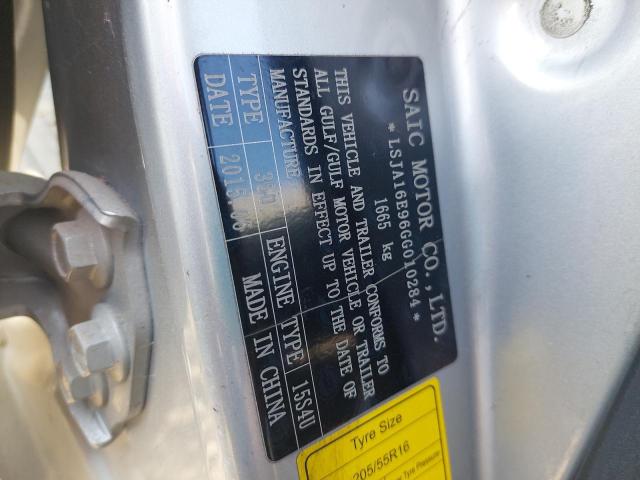 SAIC MOTOR CO.,LTD.
*LSJA16E96GG010284*
1665 kg
THIS VEHICLE AND TRAILER CONFORMS TO
ALL GULF/GULF MOTOR VEHICLE OR TRAILER
STANDARDS IN EFFECT UP TO THE DATE OF
MANUFACTURE
TYPE ENGINE TYPE 15S4U
DATE MADE IN CHINA
Tyre Size
205/55R16
Tyre Pressure